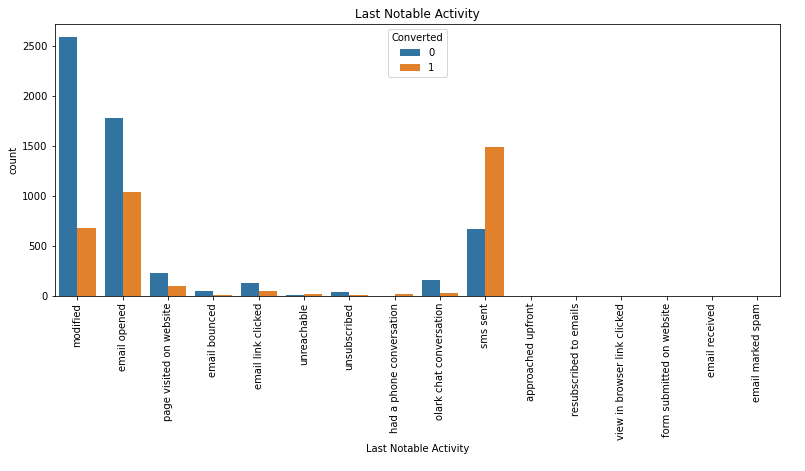 Last Notable Activity
Converted
0
1
count
2500
2000
1500
1000
500
0
modified
email opened
page visited on website
email bounced
email link clicked
unreachable
unsubscribed
had a phone conversation
olark chat conversation
sms sent
approached upfront
resubscribed to emails
view in browser link clicked
form submitted on website
email received
email marked spam
Last Notable Activity